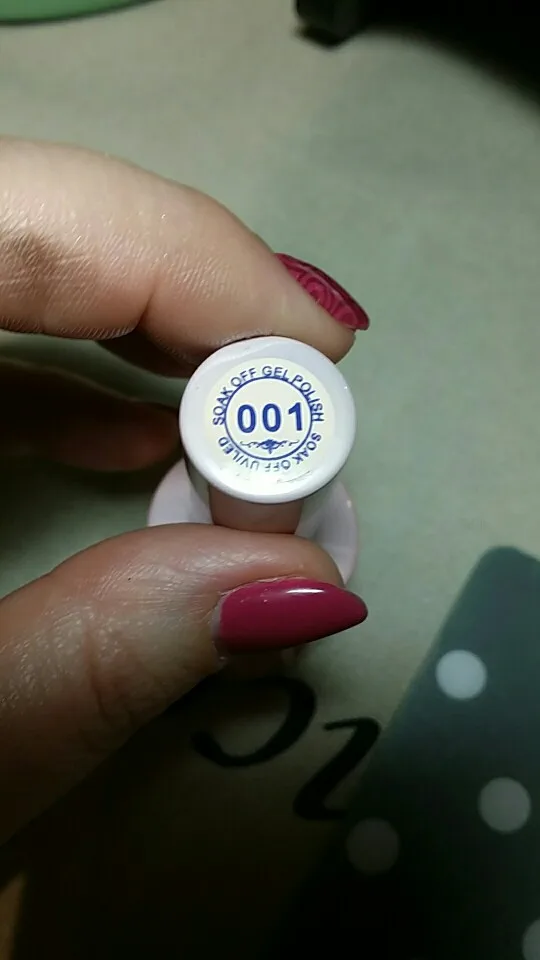 SOAK OFF GEL POLISH
001
SOAK OFF UV/LED